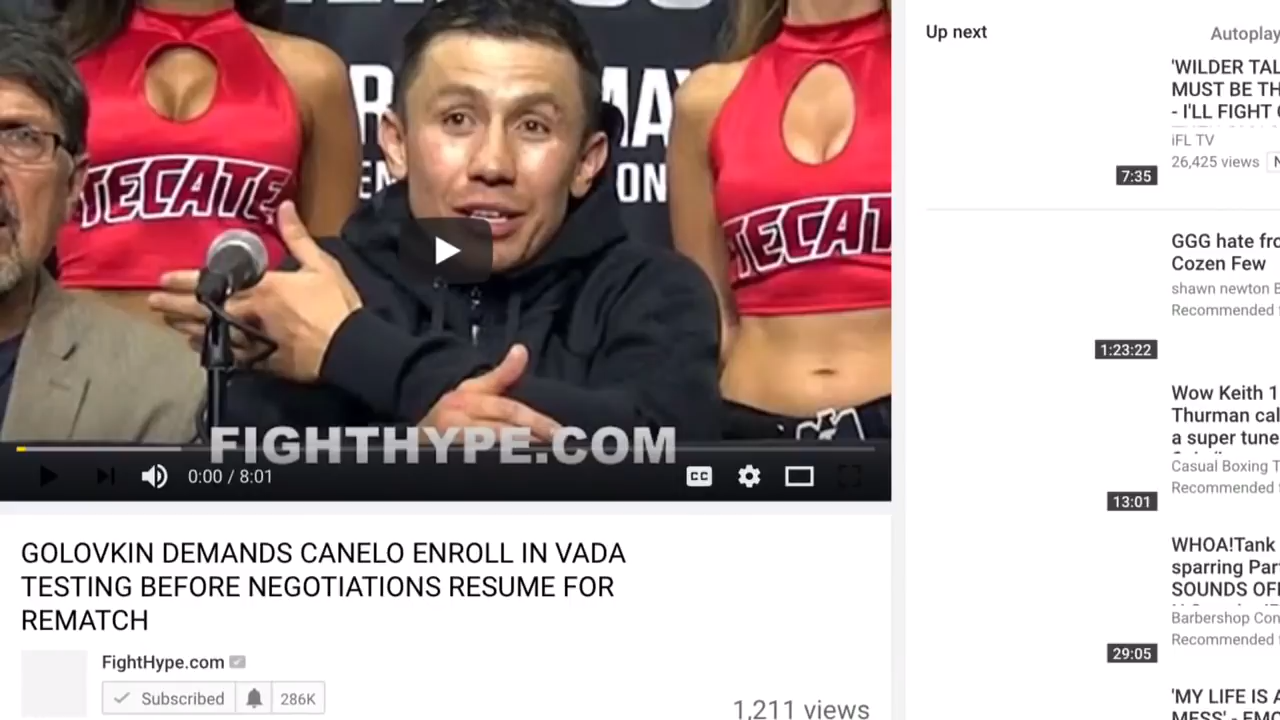 TECATE
TECAT
FIGHTHYPE.COM
0:00 / 8:01
CC
GOLOVKIN DEMANDS CANELO ENROLL IN VADA
TESTING BEFORE NEGOTIATIONS RESUME FOR
REMATCH
FightHype.com
Subscribed
286K
1,211 views
Up next
Autoplay
'WILDER TAL
MUST BE TH
- I'LL FIGHT
iFL TV
26,425 views
7:35
GGG hate fro
Cozen Few
shawn newton
Recommended
1:23:22
Wow Keith 1
Thurman cal
a super tune
Casual Boxing T
Recommended
13:01
WHOA!Tank
sparring Par
SOUNDS OF
Barbershop Con
Recommended
29:05
'MY LIFE IS A
MESS' - EMO